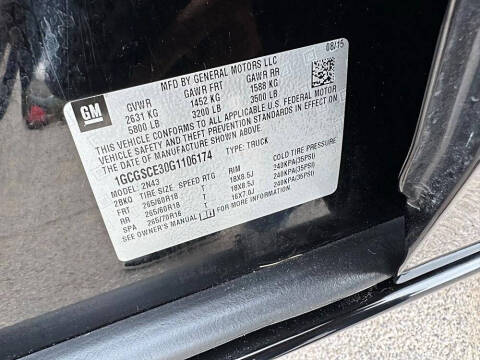 MFD BY GENERAL MOTORS LLC 08/15
GM
GVWR GAWR FRT GAWR RR
2631 KG 1452 KG 1588 KG
5800 LB 3200 LB 3500 LB
THIS VEHICLE CONFORMS TO ALL APPLICABLE U.S. FEDERAL MOTOR
VEHICLE SAFETY AND THEFT PREVENTION STANDARDS IN EFFECT ON
THE DATE OF MANUFACTURE SHOWN ABOVE.
1GCGSCE30G1106174 TYPE: TRUCK
MODEL: 2N43
2BKQ TIRE SIZE SPEED RTG RIM COLD TIRE PRESSURE
FRT 265/60R18 T 18X8.5J 240KPA(35PSI)
RR 265/60R18 T 18X8.5J 240KPA(35PSI)
SPA 265/70R16 T 16X7.0J 240KPA(35PSI)
SEE OWNER'S MANUAL FOR MORE INFORMATION